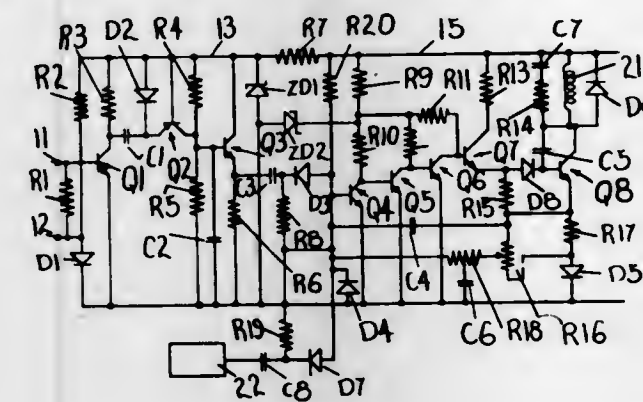 R3 D2 R4 13 R7 R20 15 C7
R2 ZD1 R9 R11 R13 21
R14 D
11 R10
C1 Q3 ZD2 Q7 C5
R1 Q1 Q2 C3 D3 Q4 Q5 Q6 D8 Q8
12 R5 R8 R15 R17
D1 C2 R6 C4 D5
R19 D4 C6 R18 R16
22 C8 D7